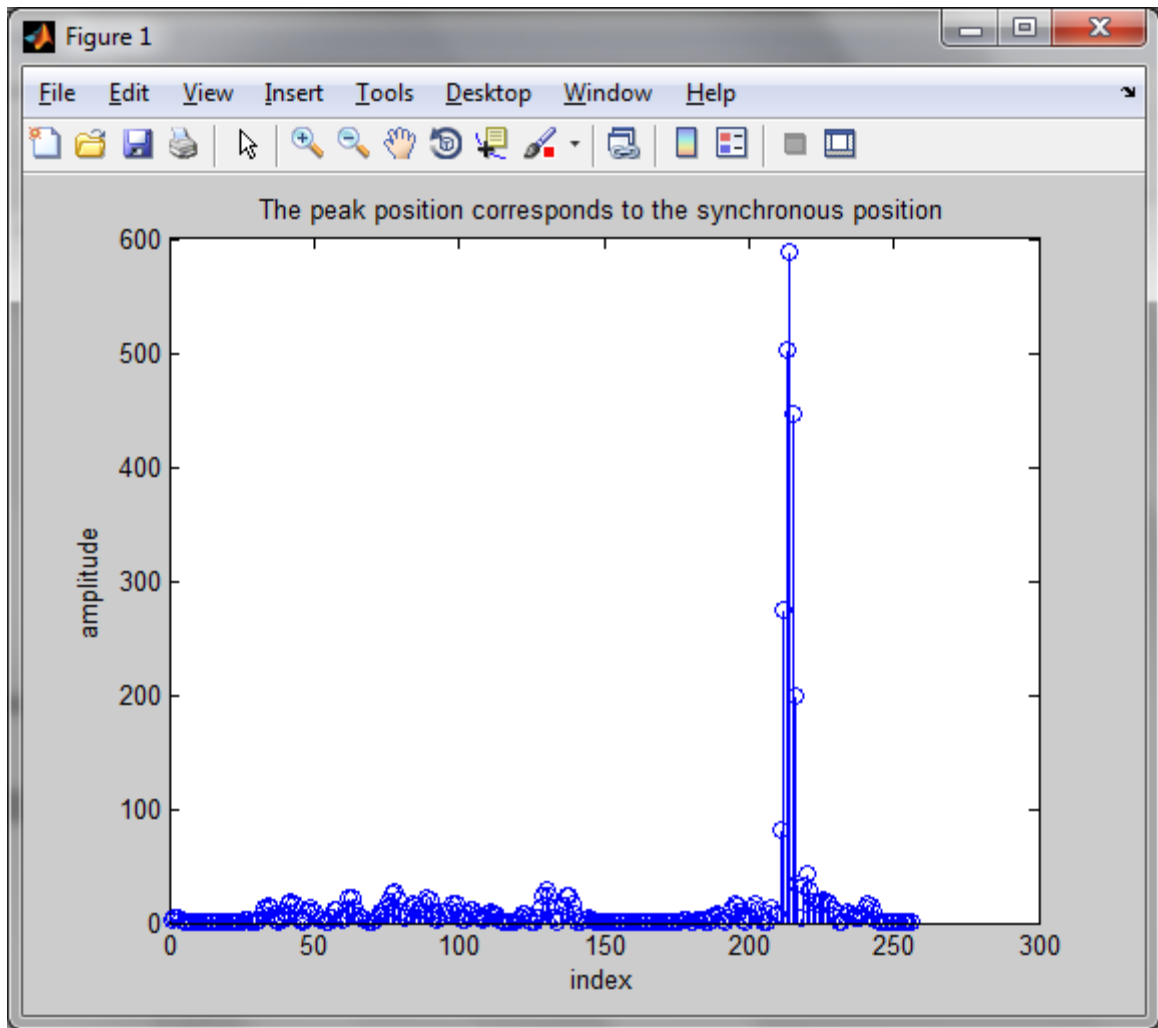 Figure 1
File Edit View Insert Tools Desktop Window Help
The peak position corresponds to the synchronous position
600
500
400
300
200
100
0
amplitude
0 50 100 150 200 250 300
index